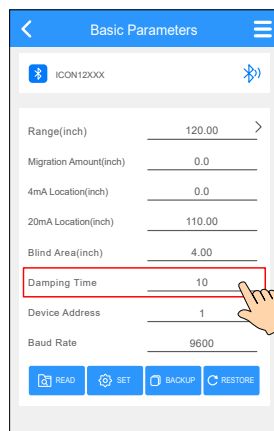 Basic Parameters
ICON12XXX
Range(inch) 120.00
Migration Amount(inch) 0.0
4mA Location(inch) 0.0
20mA Location(inch) 110.00
Blind Area(inch) 4.00
Damping Time 10
Device Address 1
Baud Rate 9600
READ SET BACKUP RESTORE